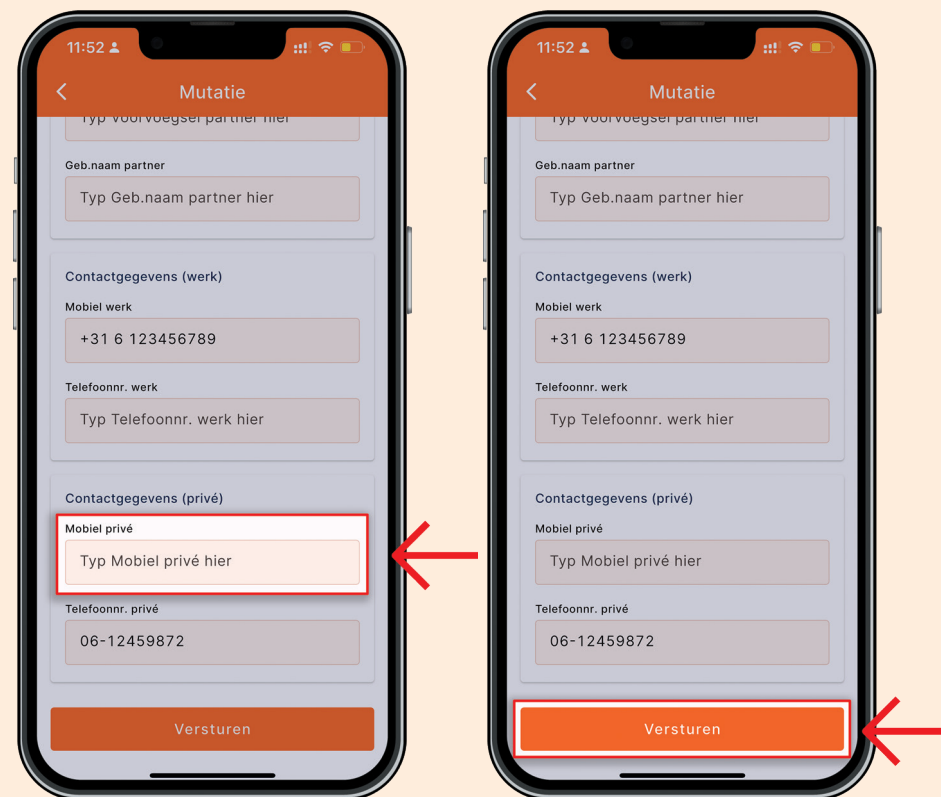 11:52
Mutatie
Typ voorvoegsel partner hier
Geb.naam partner
Typ Geb.naam partner hier
Contactgegevens (werk)
Mobiel werk
+31 6 123456789
Telefoonnr. werk
Typ Telefoonnr. werk hier
Contactgegevens (privé)
Mobiel privé
Typ Mobiel privé hier
Telefoonnr. privé
06-12459872
Versturen
11:52
Mutatie
Typ voorvoegsel partner hier
Geb.naam partner
Typ Geb.naam partner hier
Contactgegevens (werk)
Mobiel werk
+31 6 123456789
Telefoonnr. werk
Typ Telefoonnr. werk hier
Contactgegevens (privé)
Mobiel privé
Typ Mobiel privé hier
Telefoonnr. privé
06-12459872
Versturen